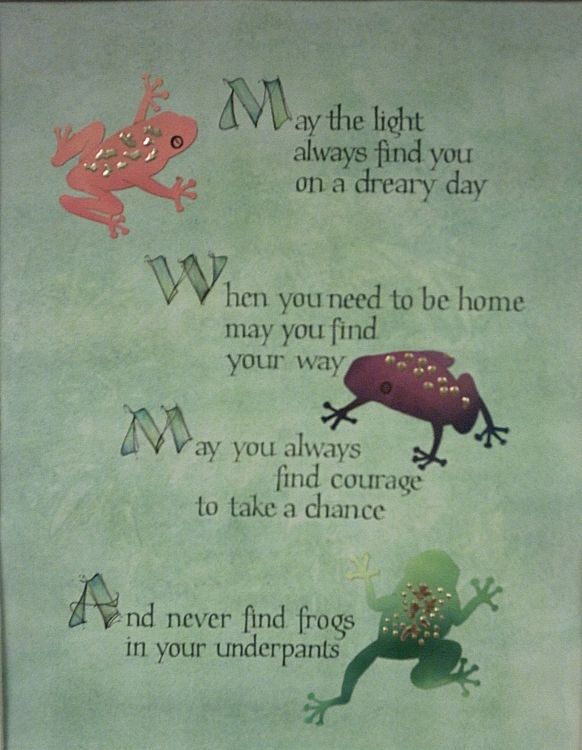 May the light
always find you
on a dreary day
When you need to be home
may you find
your way
May you always
find courage
to take a chance
And never find frogs
in your underpants